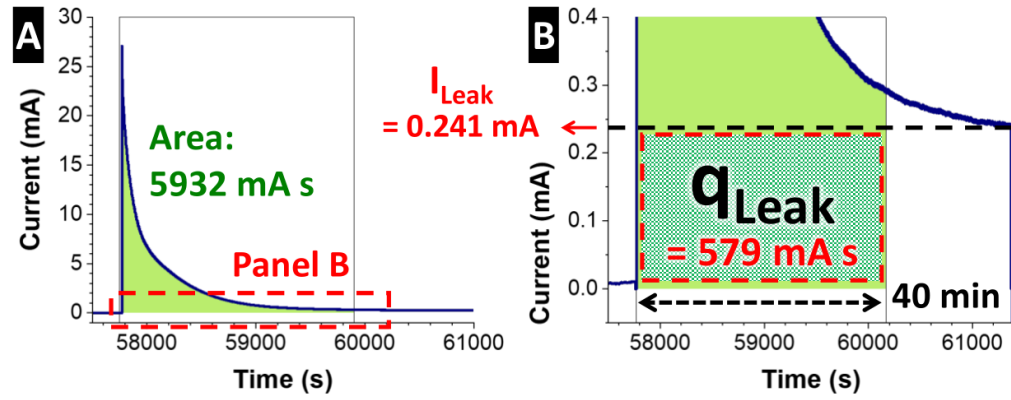 A
30
25
20
15
10
5
0
Current (mA)
Area:
5932 mA s
Panel B
58000 59000 60000 61000
Time (s)
I_Leak
= 0.241 mA
B
0.4
0.3
0.2
0.1
0.0
Current (mA)
q_Leak
= 579 mA s
40 min
58000 59000 60000 61000
Time (s)